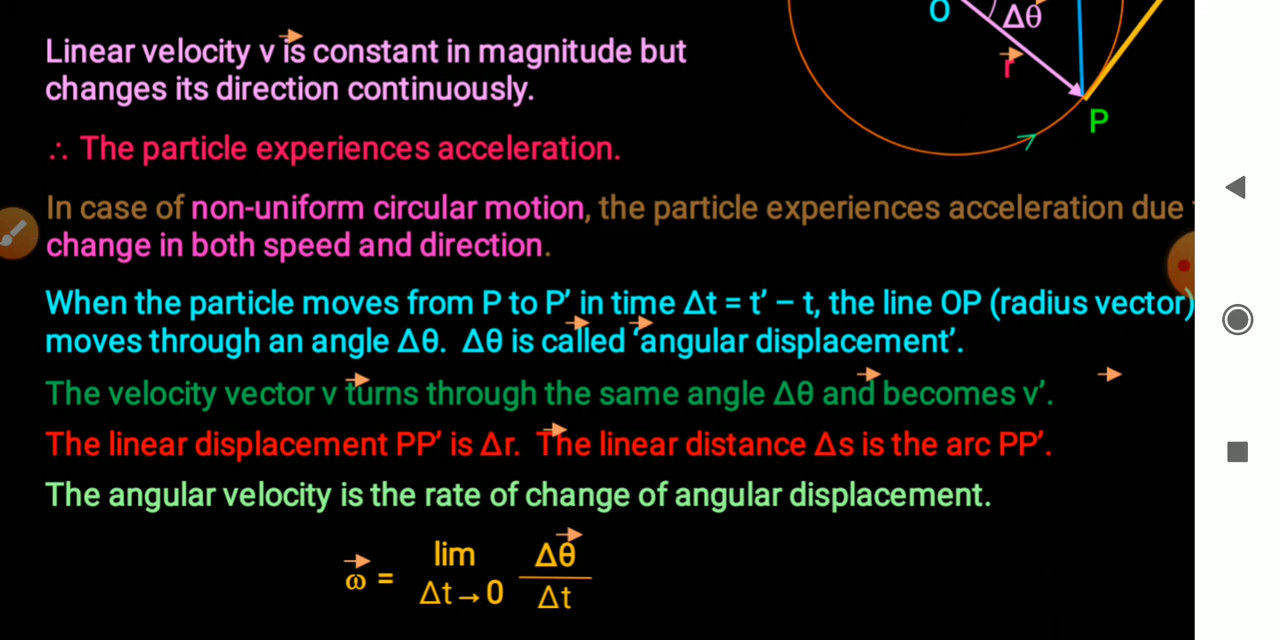 O
Δθ
r
P
Linear velocity v is constant in magnitude but
changes its direction continuously.
∴ The particle experiences acceleration.
In case of non-uniform circular motion, the particle experiences acceleration due
change in both speed and direction.
When the particle moves from P to P’ in time Δt = t’ – t, the line OP (radius vector)
moves through an angle Δθ. Δθ is called ‘angular displacement’.
The velocity vector v turns through the same angle Δθ and becomes v’.
The linear displacement PP’ is Δr. The linear distance Δs is the arc PP’.
The angular velocity is the rate of change of angular displacement.
ω = lim Δθ
Δt→0 Δt